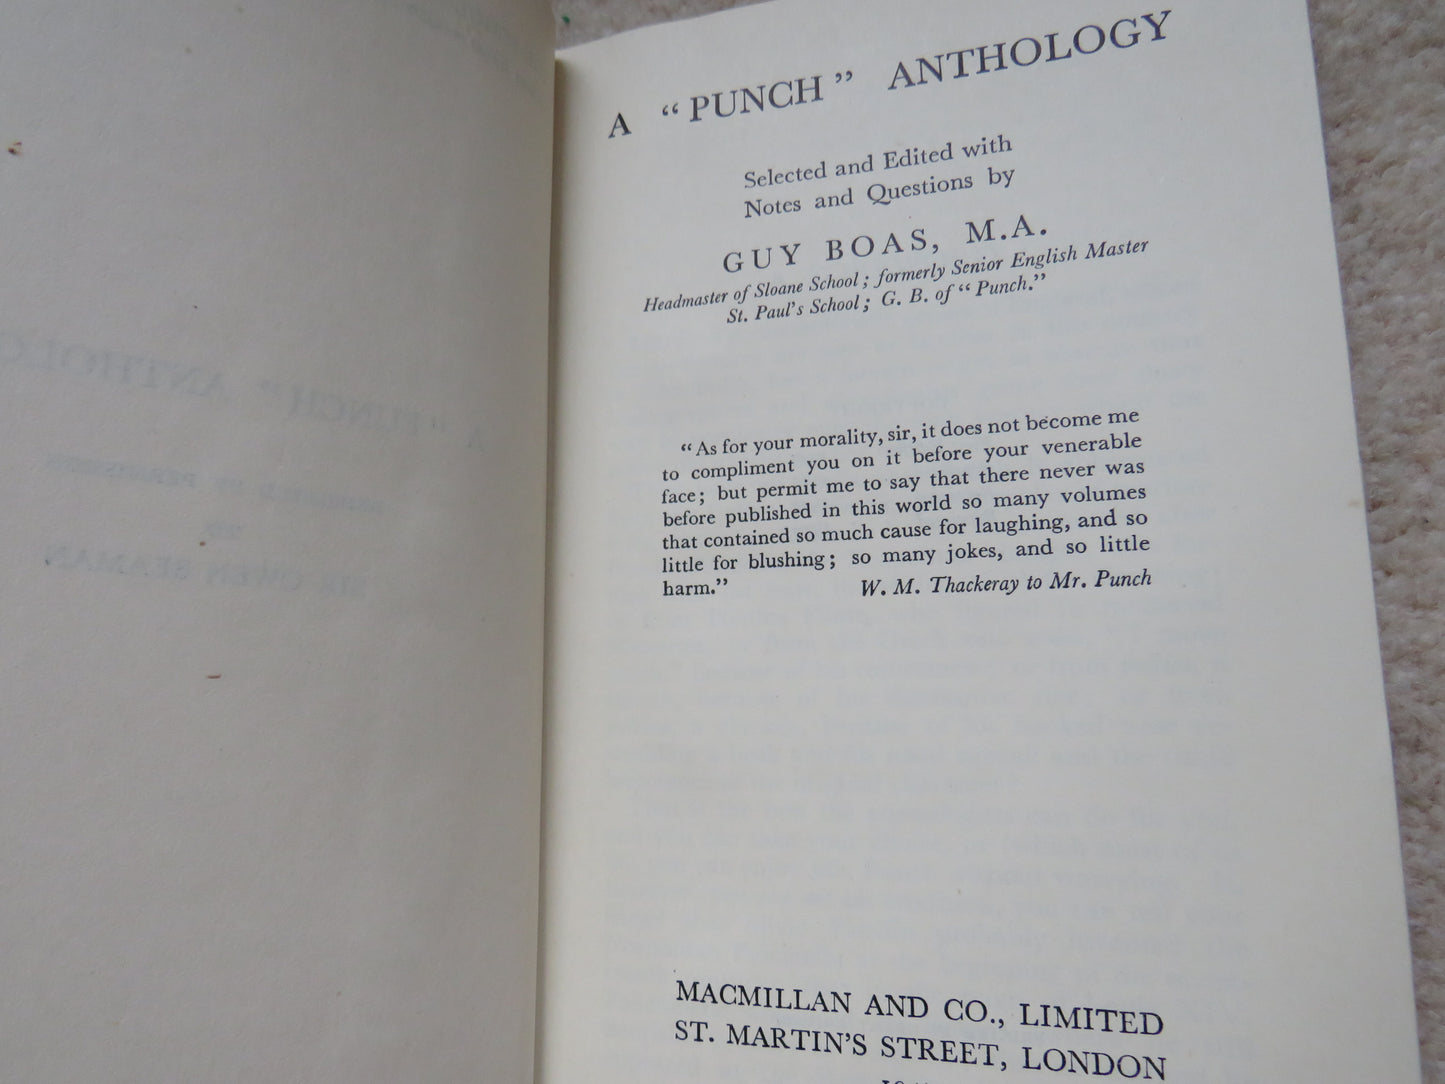 A "PUNCH" ANTHOLOGY
Selected and Edited with
Notes and Questions by
GUY BOAS, M.A.
Headmaster of Sloane School; formerly Senior English Master
St. Paul's School; G. B. of "Punch."
"As for your morality, sir, it does not become me
to compliment you on it before your venerable
face; but permit me to say that there never was
before published in this world so many volumes
that contained so much cause for laughing, and so
little for blushing; so many jokes, and so little
harm."
W. M. Thackeray to Mr. Punch
MACMILLAN AND CO., LIMITED
ST. MARTIN'S STREET, LONDON